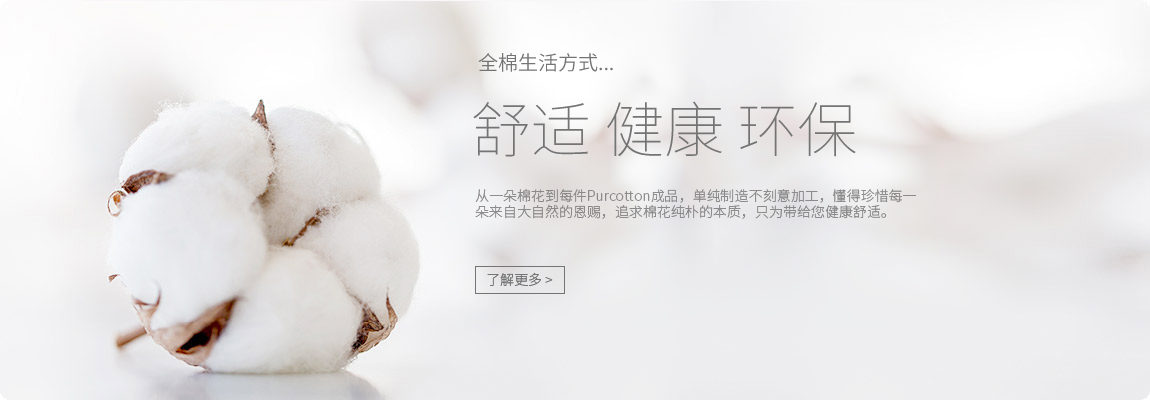 全棉生活方式...
舒适 健康 环保
从一朵棉花到每件Purcotton成品，单纯制造不刻意加工，懂得珍惜每一
朵来自大自然的恩赐，追求棉花纯朴的本质，只为带给您健康舒适。
了解更多 >